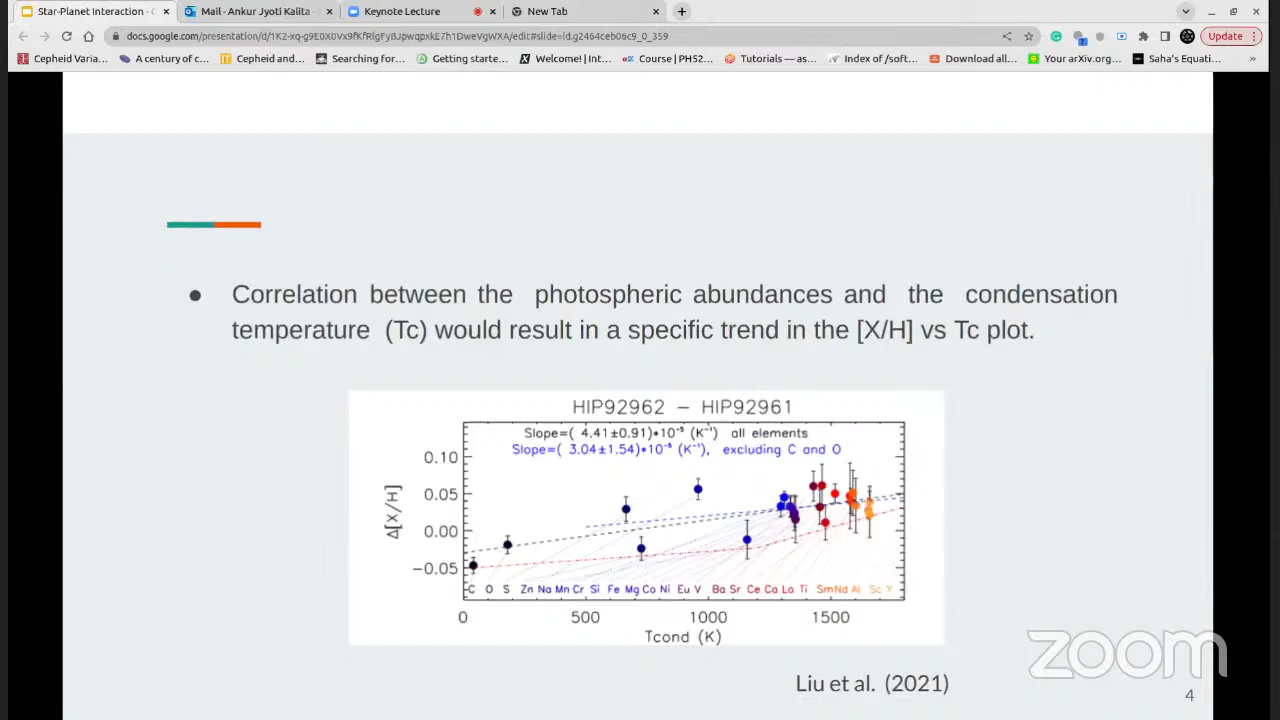 Star-Planet Interaction - G
Mail - Ankur Jyoti Kalita
Keynote Lecture
New Tab
docs.google.com/presentation/d/1K2-xq-g9E0X0Vx9fKfRlgFyBJpwqpxkE7h1DweVgWXA/edit#slide=id.g2464ceb06c9_0_359
Update
Cepheid Varia...
A century of c...
Cepheid and...
Searching for...
Getting starte...
Welcome! | Int...
Course | PH52...
Tutorials — as...
Index of /soft...
Download all...
Your arXiv.org...
Saha's Equati...
»
● Correlation between the photospheric abundances and the condensation
temperature (Tc) would result in a specific trend in the [X/H] vs Tc plot.
HIP92962 – HIP92961
Slope=( 4.41±0.91)*10⁻⁵ (K⁻¹) all elements
Slope=( 3.04±1.54)*10⁻⁵ (K⁻¹), excluding C and O
0.10
0.05
0.00
−0.05
Δ[X/H]
C O S Zn Na Mn Cr Si Fe Mg Co Ni Eu V Ba Sr Ce Ca La Ti Sm Nd Al Sc Y
0 500 1000 1500
Tcond (K)
Liu et al. (2021)
zoom
4